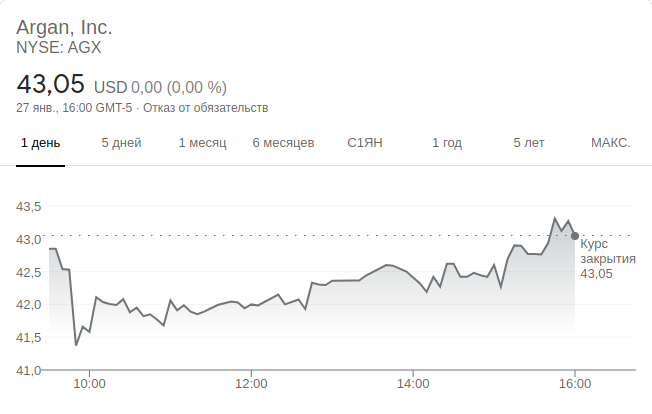 Argan, Inc.
NYSE: AGX
43,05 USD 0,00 (0,00 %)
27 янв., 16:00 GMT-5 · Отказ от обязательств
1 день 5 дней 1 месяц 6 месяцев С1ЯН 1 год 5 лет МАКС.
43,5
43,0
42,5
42,0
41,5
41,0
Курс
закрытия
43,05
10:00 12:00 14:00 16:00